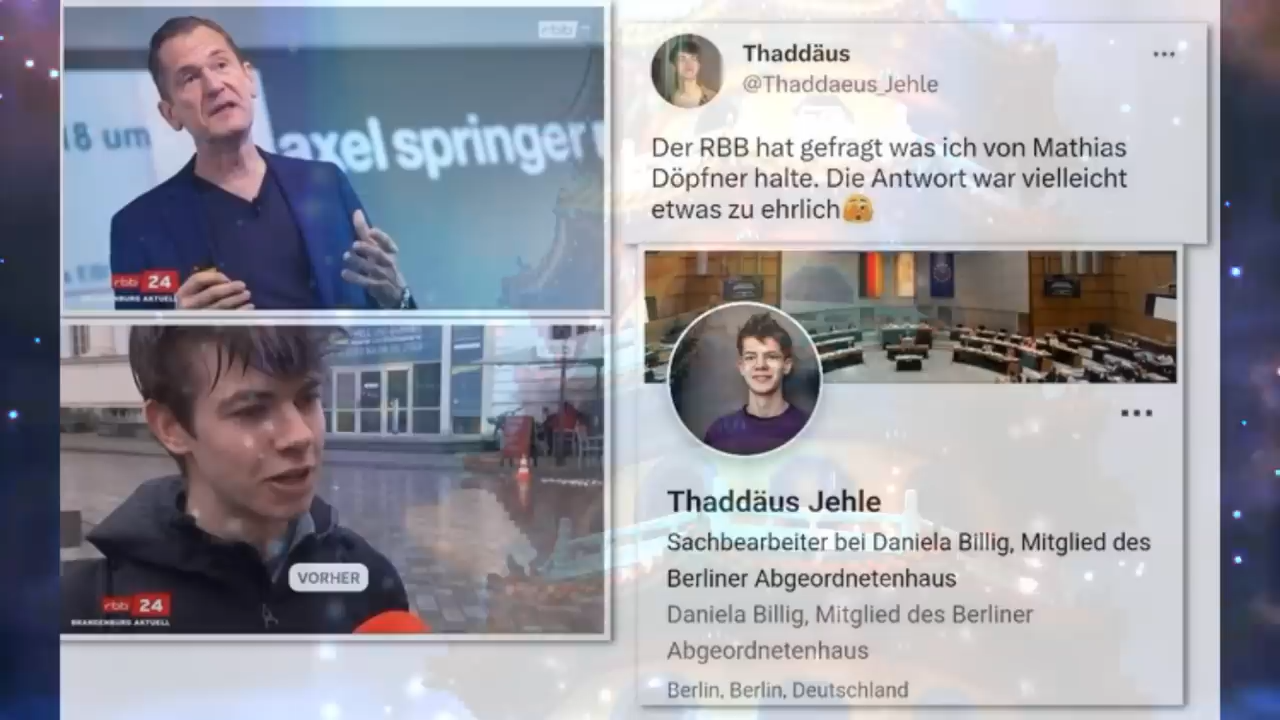 rbb
18 um
axel springer
rbb 24
BRANDENBURG AKTUELL
VORHER
rbb 24
BRANDENBURG AKTUELL
Thaddäus
@Thaddaeus_Jehle
Der RBB hat gefragt was ich von Mathias
Döpfner halte. Die Antwort war vielleicht
etwas zu ehrlich🫣
Thaddäus Jehle
Sachbearbeiter bei Daniela Billig, Mitglied des
Berliner Abgeordnetenhaus
Daniela Billig, Mitglied des Berliner
Abgeordnetenhaus
Berlin, Berlin, Deutschland